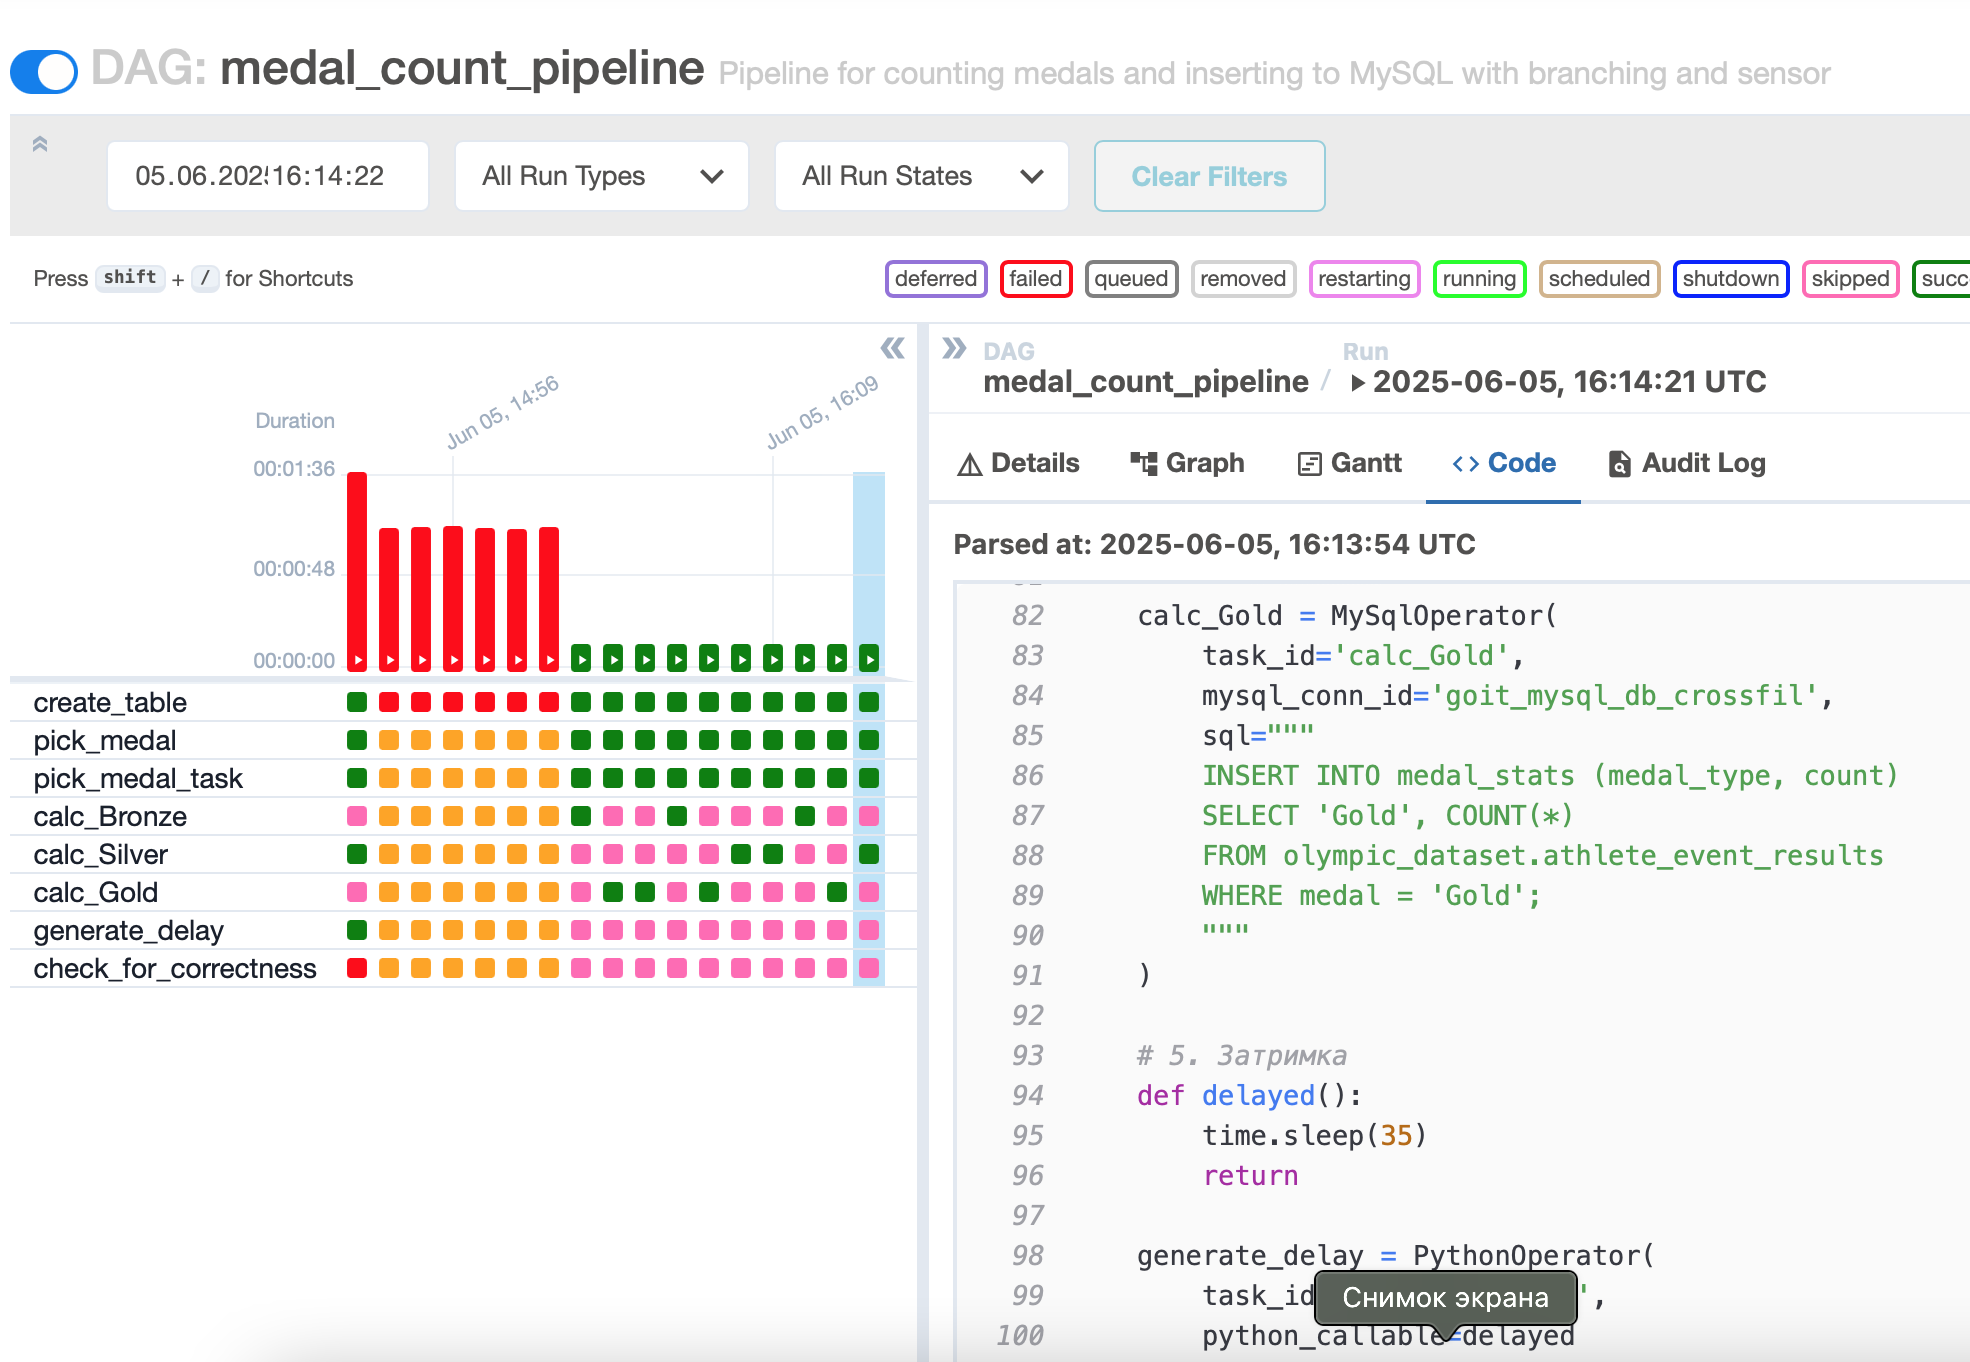 DAG: medal_count_pipeline Pipeline for counting medals and inserting to MySQL with branching and sensor
05.06.202 16:14:22
All Run Types
All Run States
Clear Filters
Press shift + / for Shortcuts
deferred
failed
queued
removed
restarting
running
scheduled
shutdown
skipped
succ
DAG
medal_count_pipeline /
Run
2025-06-05, 16:14:21 UTC
Duration
Jun 05, 14:56
Jun 05, 16:09
00:01:36
00:00:48
00:00:00
create_table
pick_medal
pick_medal_task
calc_Bronze
calc_Silver
calc_Gold
generate_delay
check_for_correctness
Details
Graph
Gantt
<> Code
Audit Log
Parsed at: 2025-06-05, 16:13:54 UTC
82 calc_Gold = MySqlOperator(
83 task_id='calc_Gold',
84 mysql_conn_id='goit_mysql_db_crossfil',
85 sql="""
86 INSERT INTO medal_stats (medal_type, count)
87 SELECT 'Gold', COUNT(*)
88 FROM olympic_dataset.athlete_event_results
89 WHERE medal = 'Gold';
90 """
91 )
92
93 # 5. Затримка
94 def delayed():
95 time.sleep(35)
96 return
97
98 generate_delay = PythonOperator(
99 task_id ',
Снимок экрана
100 python_callable=delayed